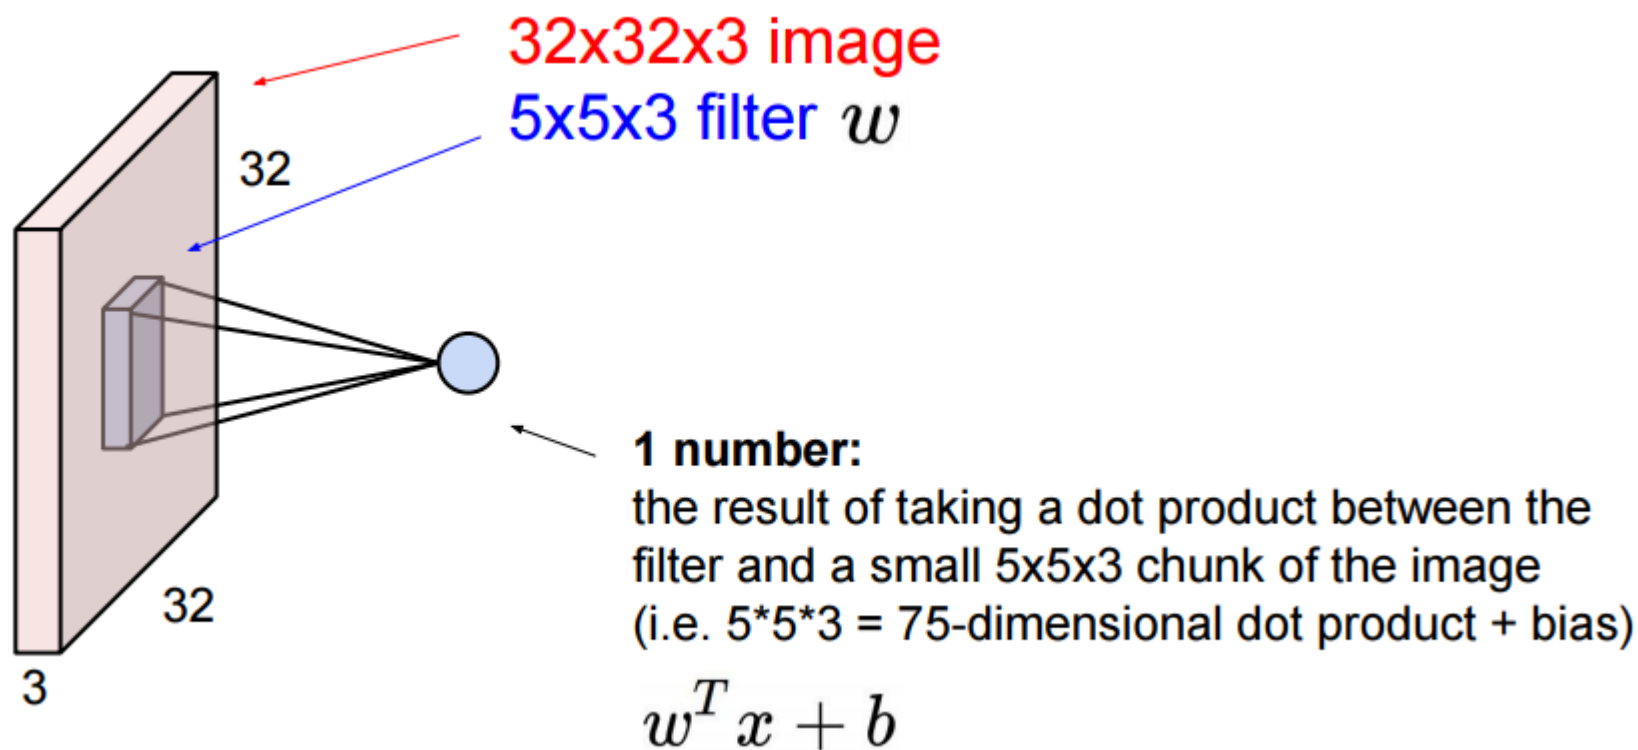 32x32x3 image
5x5x3 filter w
32
32
3
1 number:
the result of taking a dot product between the
filter and a small 5x5x3 chunk of the image
(i.e. 5*5*3 = 75-dimensional dot product + bias)
w^T x + b